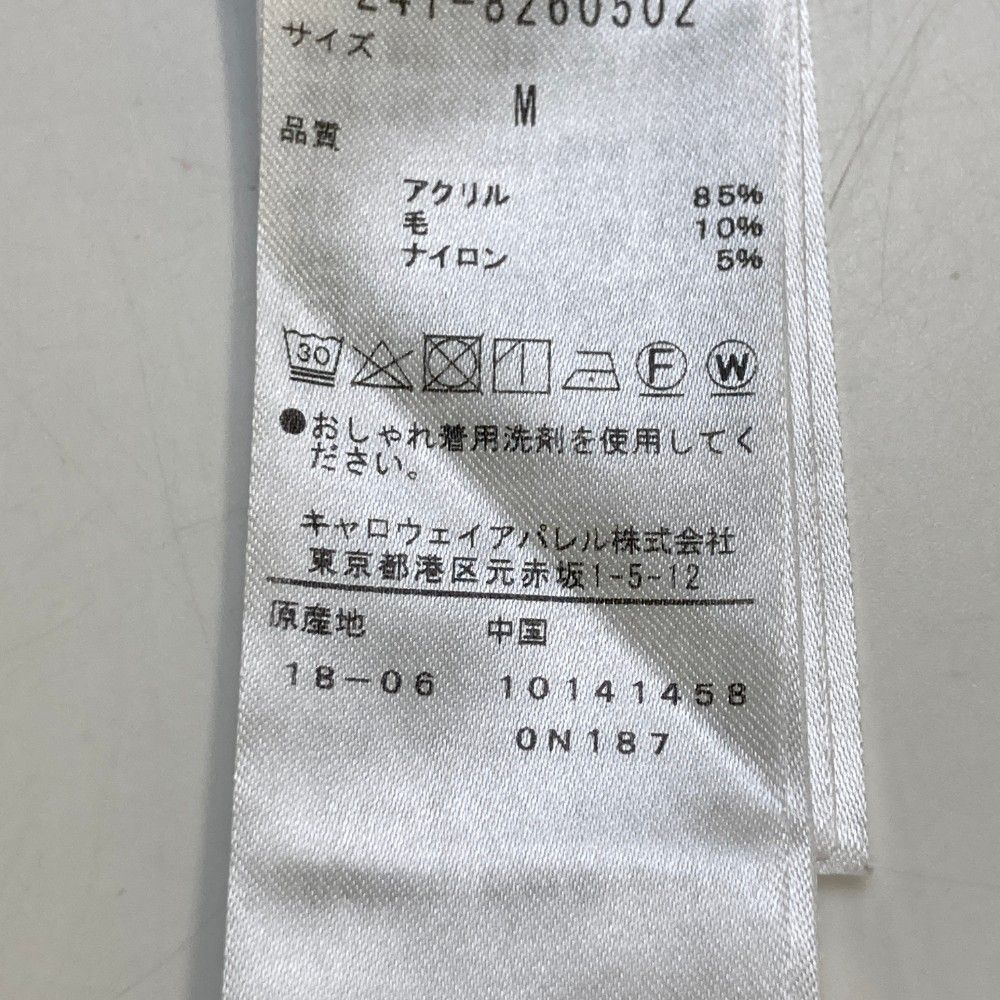 241-8260502
サイズ
M
品質
アクリル 85%
毛 10%
ナイロン 5%
30 F W
●おしゃれ着用洗剤を使用してく
ださい。
キャロウェイアパレル株式会社
東京都港区元赤坂1-5-12
原産地 中国
18-06 10141458
0N187